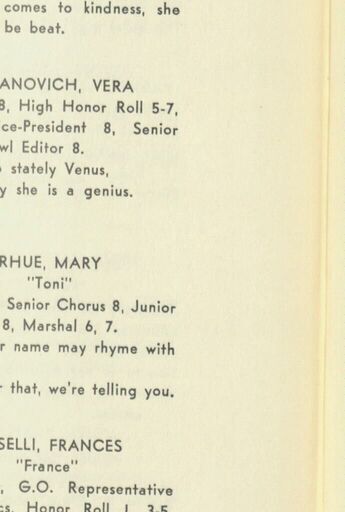 comes to kindness, she
be beat.
ANOVICH, VERA
8, High Honor Roll 5-7,
ce-President 8, Senior
wl Editor 8.
stately Venus,
y she is a genius.
RHUE, MARY
"Toni"
Senior Chorus 8, Junior
8, Marshal 6, 7.
r name may rhyme with
r that, we're telling you.
SELLI, FRANCES
"France"
, G.O. Representative
cs, Honor Roll 1, 3-5,